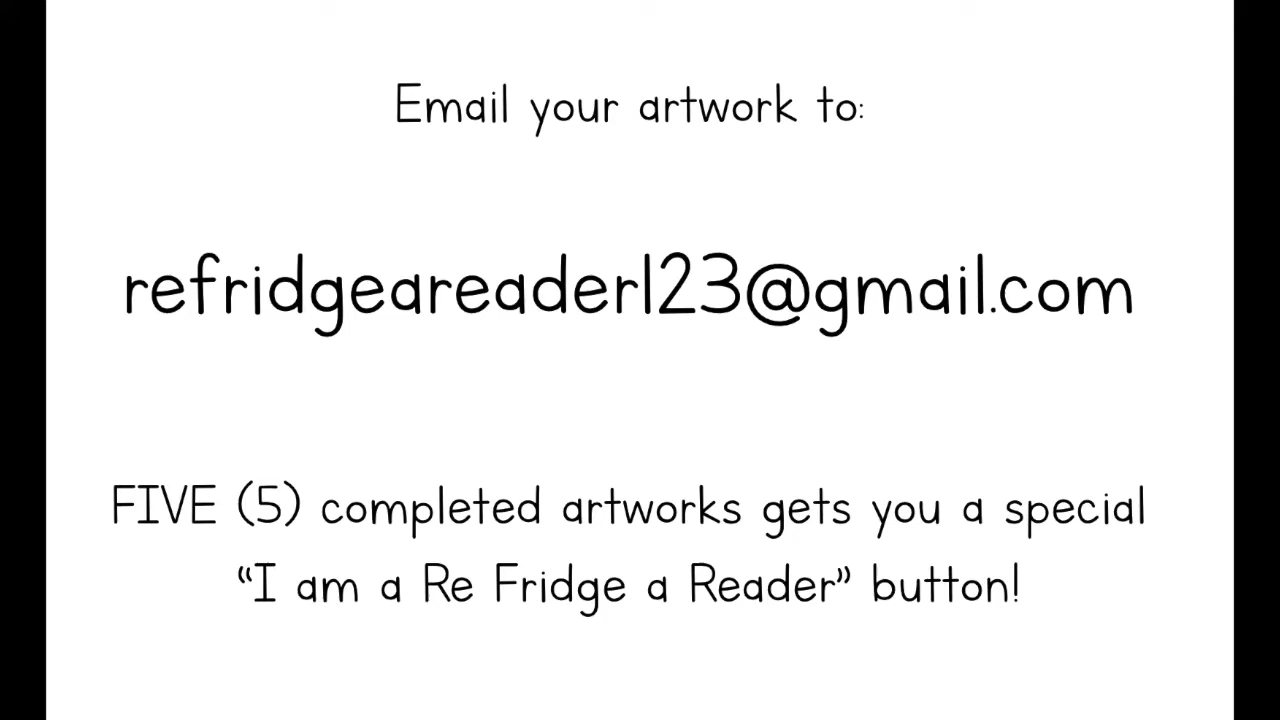 Email your artwork to:
refridgeareader123@gmail.com
FIVE (5) completed artworks gets you a special
“I am a Re Fridge a Reader” button!